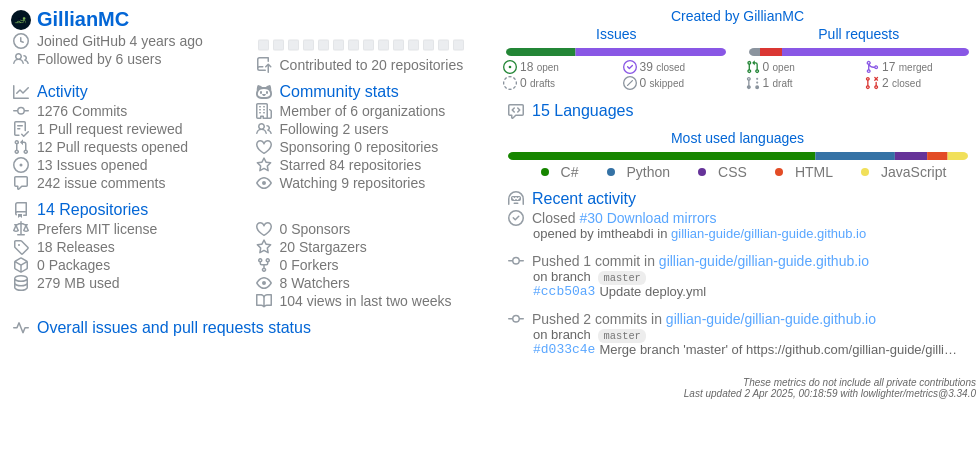 GillianMC
Joined GitHub 4 years ago
Followed by 6 users
Contributed to 20 repositories
Activity
1276 Commits
1 Pull request reviewed
12 Pull requests opened
13 Issues opened
242 issue comments
Community stats
Member of 6 organizations
Following 2 users
Sponsoring 0 repositories
Starred 84 repositories
Watching 9 repositories
14 Repositories
Prefers MIT license
18 Releases
0 Packages
279 MB used
0 Sponsors
20 Stargazers
0 Forkers
8 Watchers
104 views in last two weeks
Overall issues and pull requests status
Created by GillianMC
Issues
18 open
39 closed
0 drafts
0 skipped
Pull requests
0 open
17 merged
1 draft
2 closed
15 Languages
Most used languages
C# Python CSS HTML JavaScript
Recent activity
Closed #30 Download mirrors
opened by imtheabdi in gillian-guide/gillian-guide.github.io
Pushed 1 commit in gillian-guide/gillian-guide.github.io
on branch master
#ccb50a3 Update deploy.yml
Pushed 2 commits in gillian-guide/gillian-guide.github.io
on branch master
#d033c4e Merge branch 'master' of https://github.com/gillian-guide/gilli…
These metrics do not include all private contributions
Last updated 2 Apr 2025, 00:18:59 with lowlighter/metrics@3.34.0